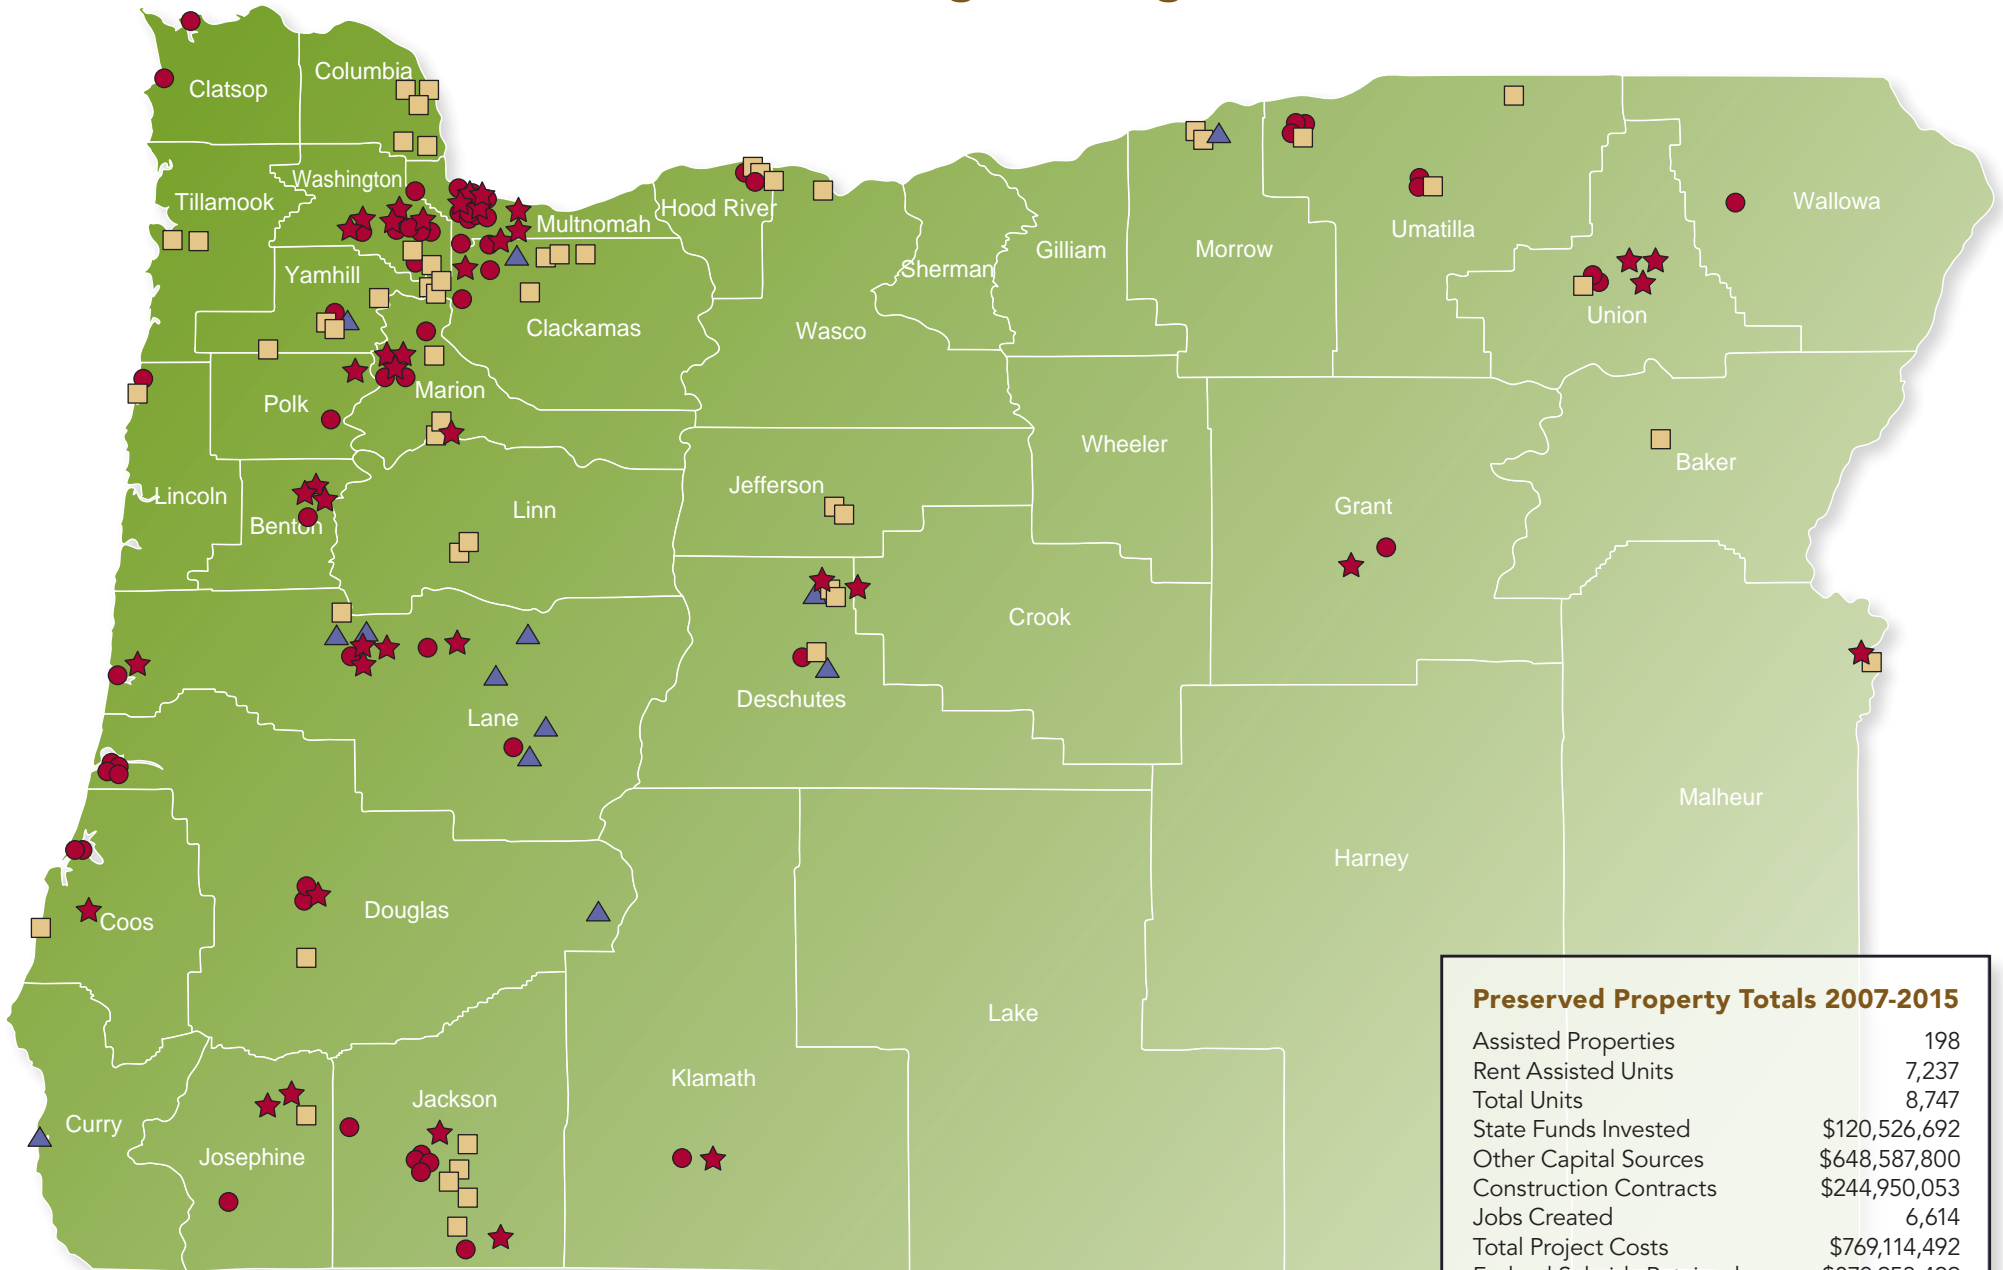 Clatsop
Columbia
Washington
Tillamook
Multnomah
Hood River
Yamhill
Clackamas
Wasco
Sherman
Gilliam
Morrow
Umatilla
Wallowa
Union
Polk
Marion
Lincoln
Benton
Linn
Jefferson
Wheeler
Grant
Baker
Crook
Deschutes
Lane
Malheur
Harney
Coos
Douglas
Lake
Klamath
Curry
Josephine
Jackson
Preserved Property Totals 2007-2015
Assisted Properties 198
Rent Assisted Units 7,237
Total Units 8,747
State Funds Invested $120,526,692
Other Capital Sources $648,587,800
Construction Contracts $244,950,053
Jobs Created 6,614
Total Project Costs $769,114,492